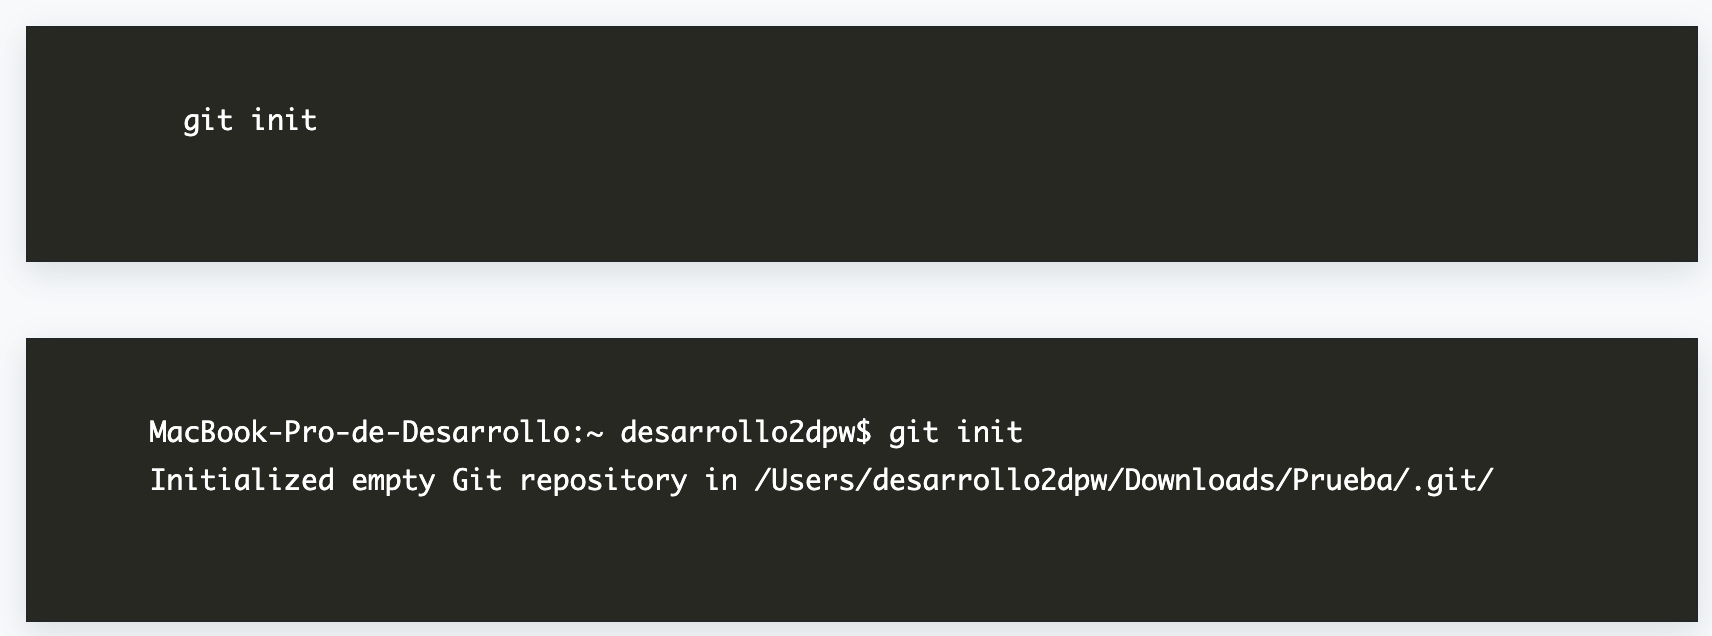 git init
MacBook-Pro-de-Desarrollo:~ desarrollo2dpw$ git init
Initialized empty Git repository in /Users/desarrollo2dpw/Downloads/Prueba/.git/